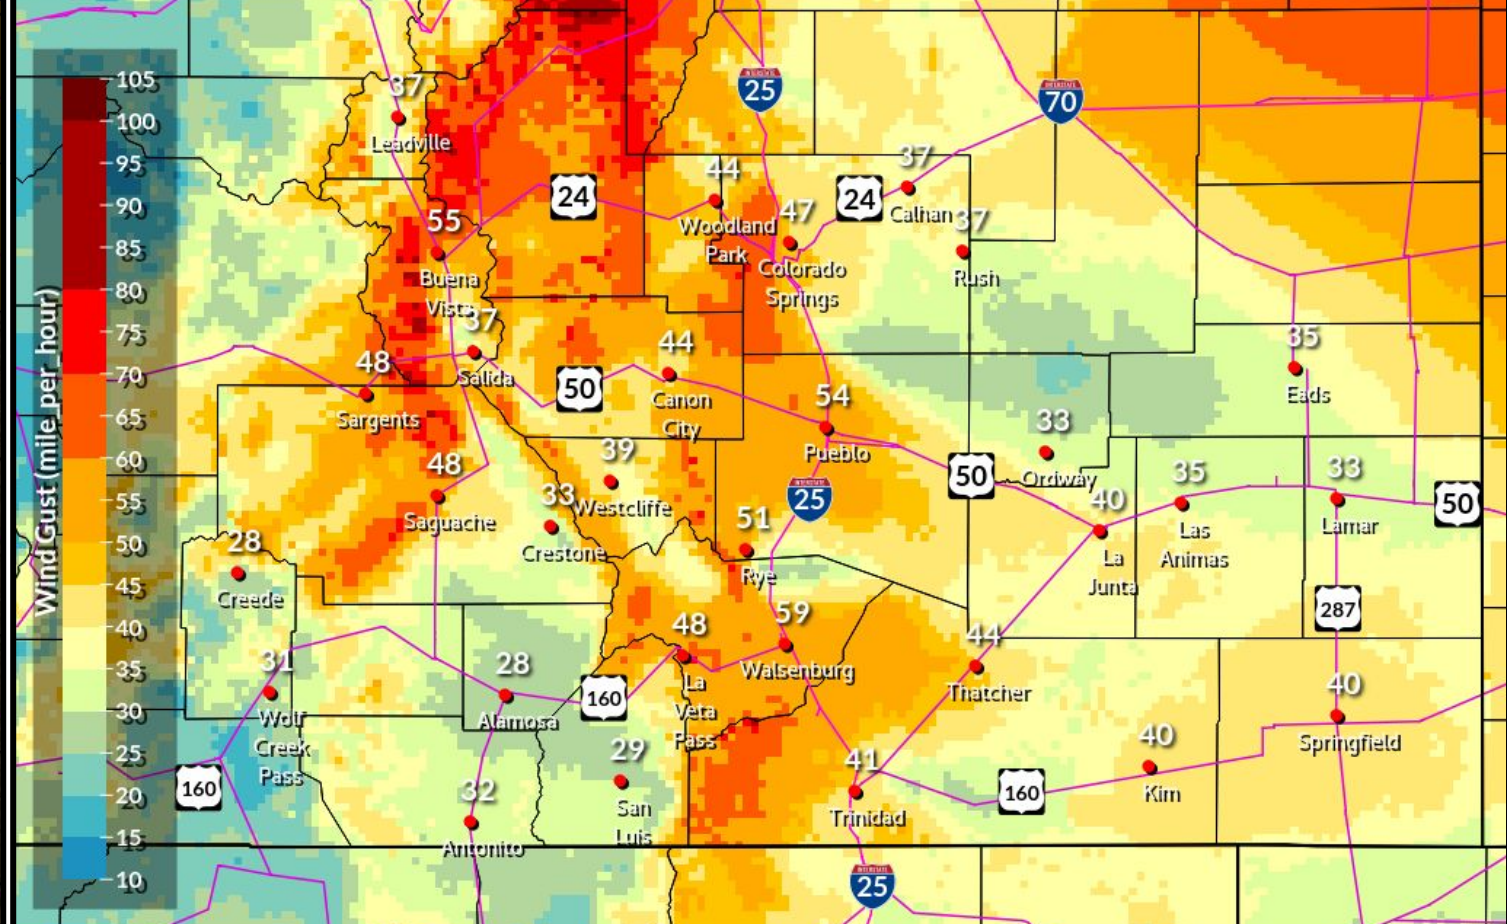 Wind Gust (mile_per_hour)
105
100
95
90
85
80
75
70
65
60
55
50
45
40
35
30
25
20
15
10
37
Leadville
INTERSTATE
25
INTERSTATE
70
24
44
Woodland
Park
24
37
Calhan
55
Buena
Vista
47
Colorado
Springs
37
Rush
37
Salida
48
Sargents
50
44
Canon
City
35
Eads
54
Pueblo
33
Ordway
50
48
Saguache
39
Westcliffe
33
Crestone
INTERSTATE
25
40
La
Junta
35
Las
Animas
33
Lamar
50
28
Creede
51
Rye
287
31
Wolf
Creek
Pass
28
Alamosa
160
48
La
Veta
Pass
59
Walsenburg
44
Thatcher
40
Springfield
160
32
Antonito
29
San
Luis
41
Trinidad
160
40
Kim
INTERSTATE
25